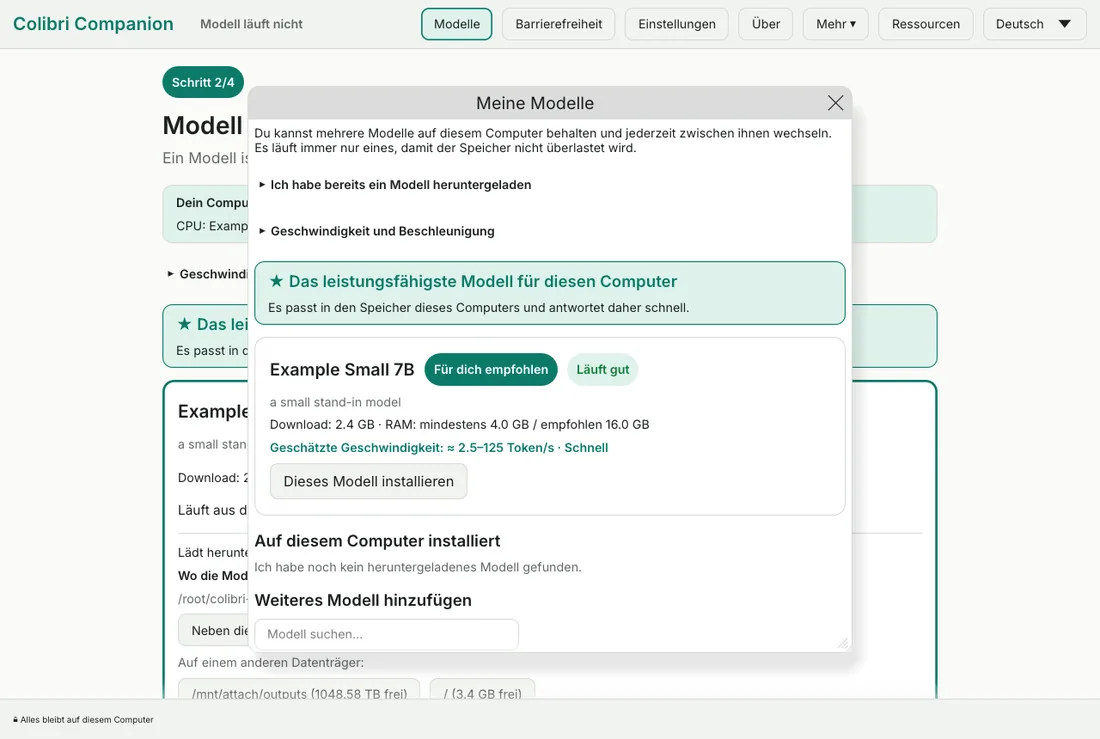 Colibri Companion
Modell läuft nicht
Modelle
Barrierefreiheit
Einstellungen
Über
Mehr ▾
Ressourcen
Deutsch
Schritt 2/4
Modell
Ein Modell is
Dein Compu
CPU: Examp
▸ Geschwindi
★ Das lei
Es passt in d
Example
a small stan
Download: 2
Läuft aus d
Lädt herunte
Wo die Mod
/root/colibri-
Neben die
Auf einem anderen Datenträger:
/mnt/attach/outputs (1048.58 TB frei)
/ (3.4 GB frei)
Meine Modelle
Du kannst mehrere Modelle auf diesem Computer behalten und jederzeit zwischen ihnen wechseln.
Es läuft immer nur eines, damit der Speicher nicht überlastet wird.
▸ Ich habe bereits ein Modell heruntergeladen
▸ Geschwindigkeit und Beschleunigung
★ Das leistungsfähigste Modell für diesen Computer
Es passt in den Speicher dieses Computers und antwortet daher schnell.
Example Small 7B
Für dich empfohlen
Läuft gut
a small stand-in model
Download: 2.4 GB · RAM: mindestens 4.0 GB / empfohlen 16.0 GB
Geschätzte Geschwindigkeit: ≈ 2.5–125 Token/s · Schnell
Dieses Modell installieren
Auf diesem Computer installiert
Ich habe noch kein heruntergeladenes Modell gefunden.
Weiteres Modell hinzufügen
Modell suchen...
Alles bleibt auf diesem Computer